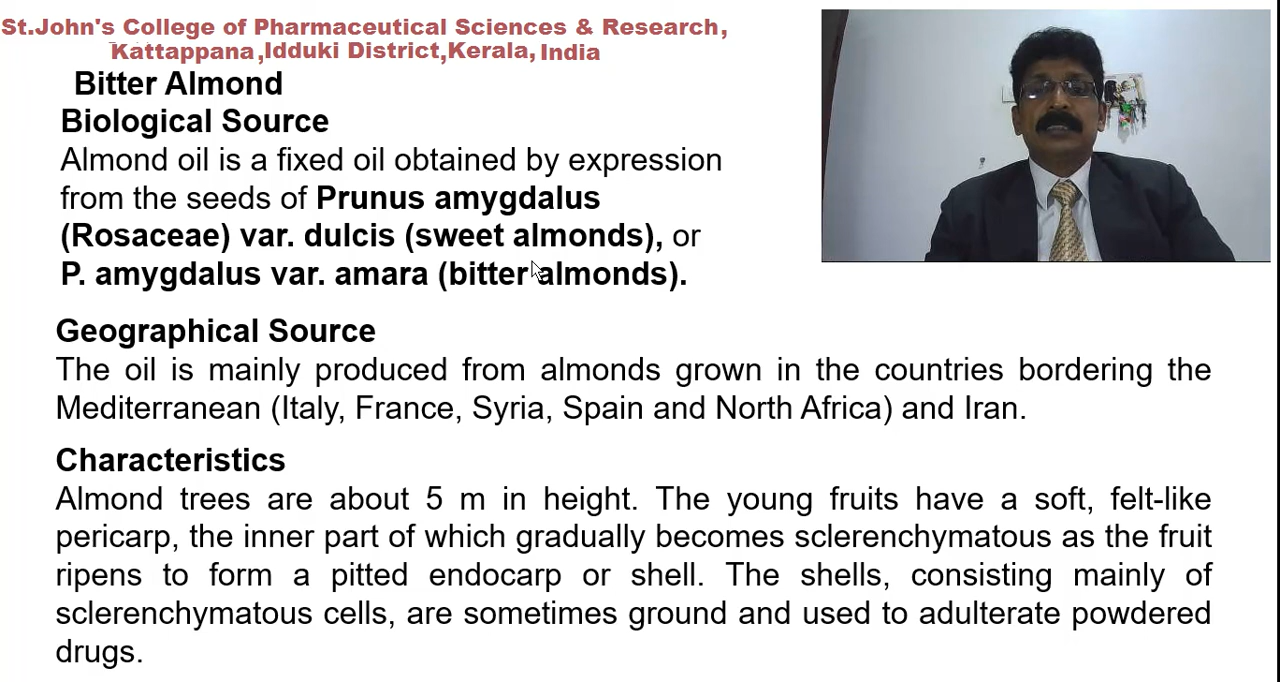 St.John's College of Pharmaceutical Sciences & Research,
Kattappana,Idduki District,Kerala, India
Bitter Almond
Biological Source
Almond oil is a fixed oil obtained by expression
from the seeds of Prunus amygdalus
(Rosaceae) var. dulcis (sweet almonds), or
P. amygdalus var. amara (bitter almonds).
Geographical Source
The oil is mainly produced from almonds grown in the countries bordering the
Mediterranean (Italy, France, Syria, Spain and North Africa) and Iran.
Characteristics
Almond trees are about 5 m in height. The young fruits have a soft, felt-like
pericarp, the inner part of which gradually becomes sclerenchymatous as the fruit
ripens to form a pitted endocarp or shell. The shells, consisting mainly of
sclerenchymatous cells, are sometimes ground and used to adulterate powdered
drugs.